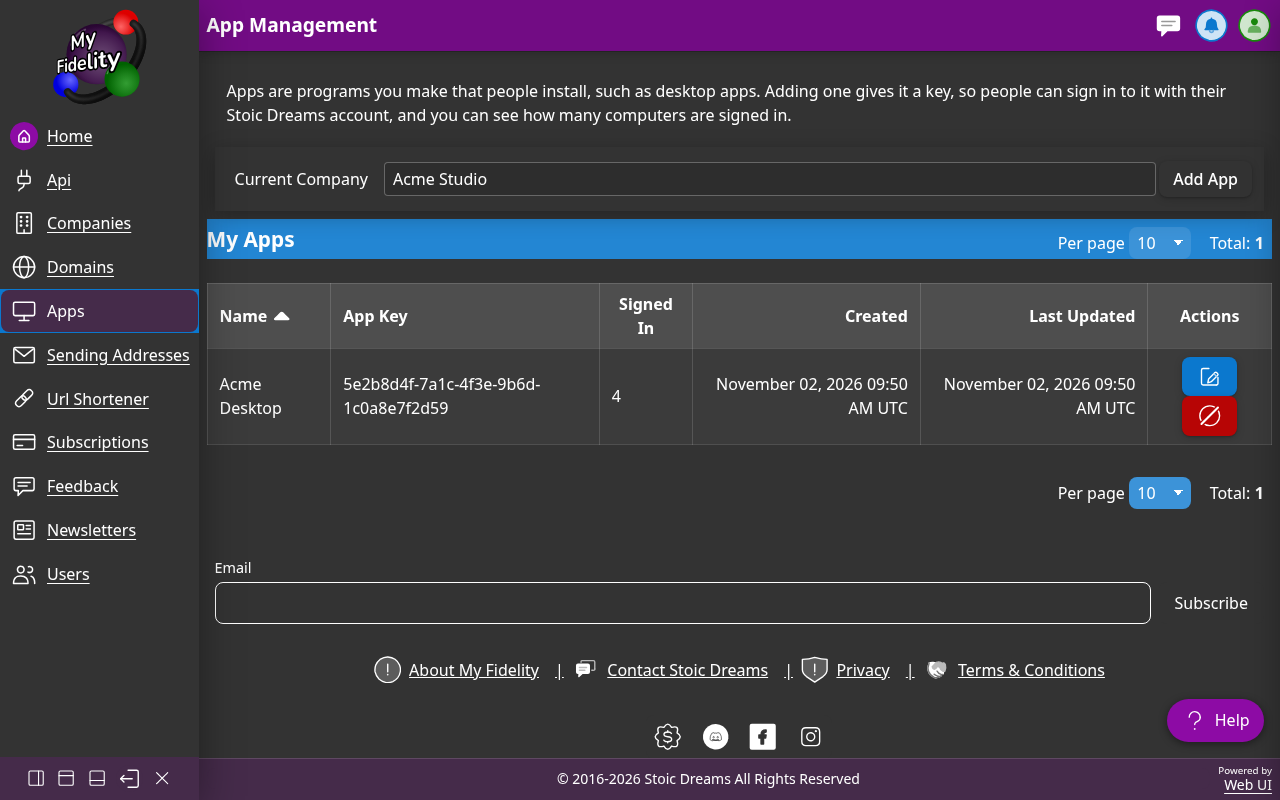 My
Fidelity
App Management
Home
Api
Companies
Domains
Apps
Sending Addresses
Url Shortener
Subscriptions
Feedback
Newsletters
Users
Apps are programs you make that people install, such as desktop apps. Adding one gives it a key, so people can sign in to it with their
Stoic Dreams account, and you can see how many computers are signed in.
Current Company Acme Studio Add App
My Apps Per page 10 Total: 1
Name App Key Signed In Created Last Updated Actions
Acme Desktop 5e2b8d4f-7a1c-4f3e-9b6d-1c0a8e7f2d59 4 November 02, 2026 09:50 AM UTC November 02, 2026 09:50 AM UTC
Per page 10 Total: 1
Email
Subscribe
About My Fidelity | Contact Stoic Dreams | Privacy | Terms & Conditions
Help
© 2016-2026 Stoic Dreams All Rights Reserved
Powered by
Web UI